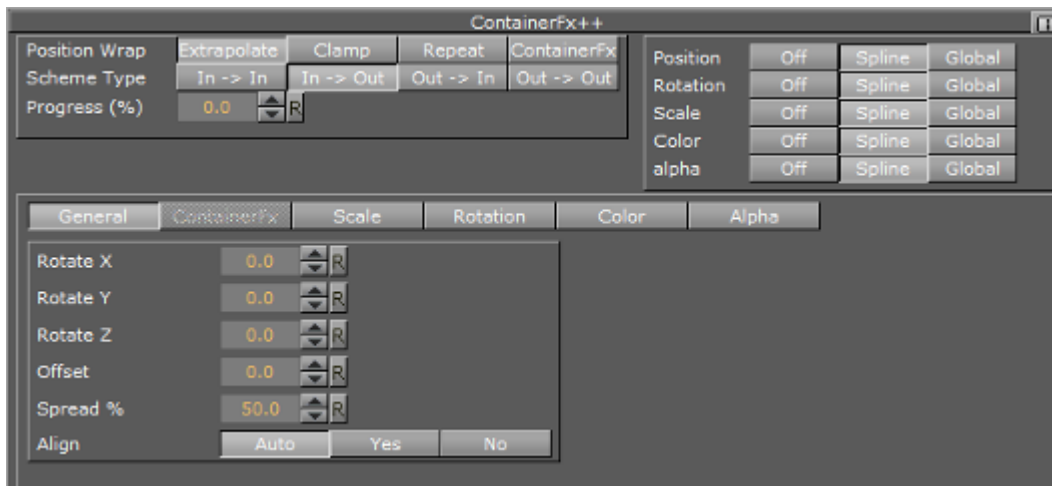 ContainerFx++
Position Wrap Extrapolate Clamp Repeat ContainerFx
Scheme Type In -> In In -> Out Out -> In Out -> Out
Progress (%) 0.0 R
Position Off Spline Global
Rotation Off Spline Global
Scale Off Spline Global
Color Off Spline Global
alpha Off Spline Global
General ContainerFx Scale Rotation Color Alpha
Rotate X 0.0 R
Rotate Y 0.0 R
Rotate Z 0.0 R
Offset 0.0 R
Spread % 50.0 R
Align Auto Yes No